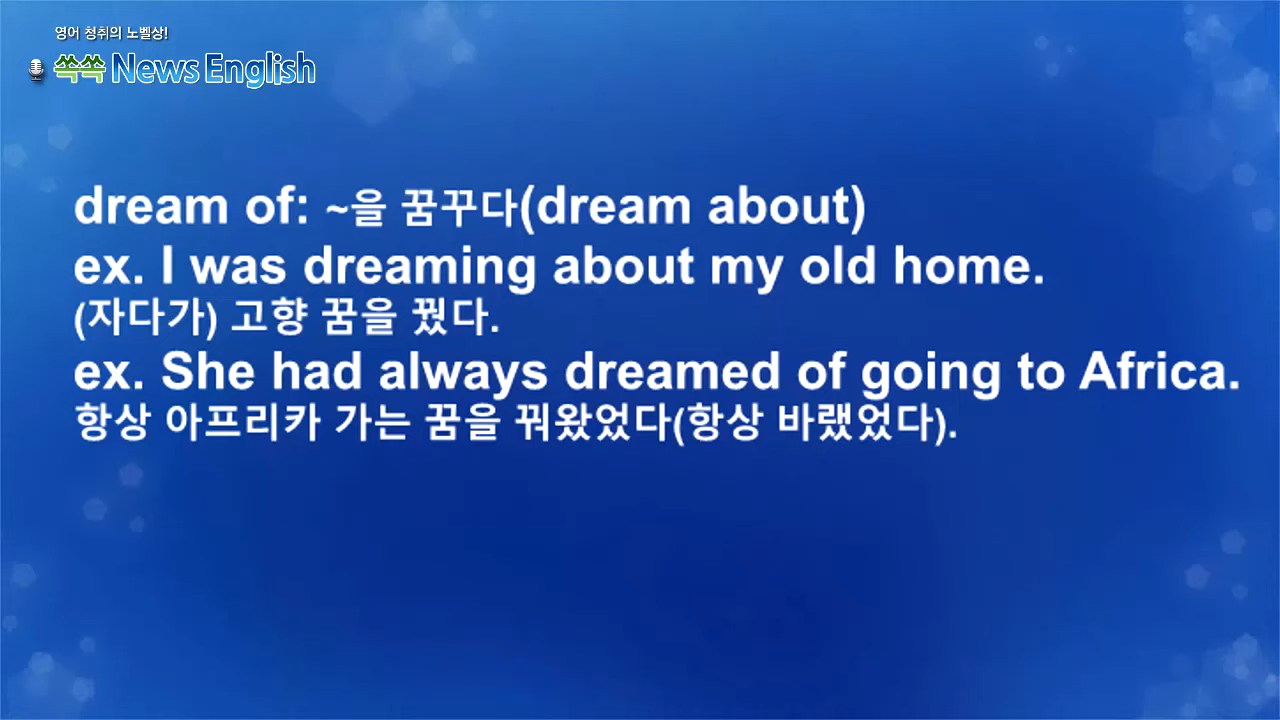 영어 청취의 노벨상!
쏙쏙 News English
dream of: ~을 꿈꾸다(dream about)
ex. I was dreaming about my old home.
(자다가) 고향 꿈을 꿨다.
ex. She had always dreamed of going to Africa.
항상 아프리카 가는 꿈을 꿔왔었다(항상 바랬었다).